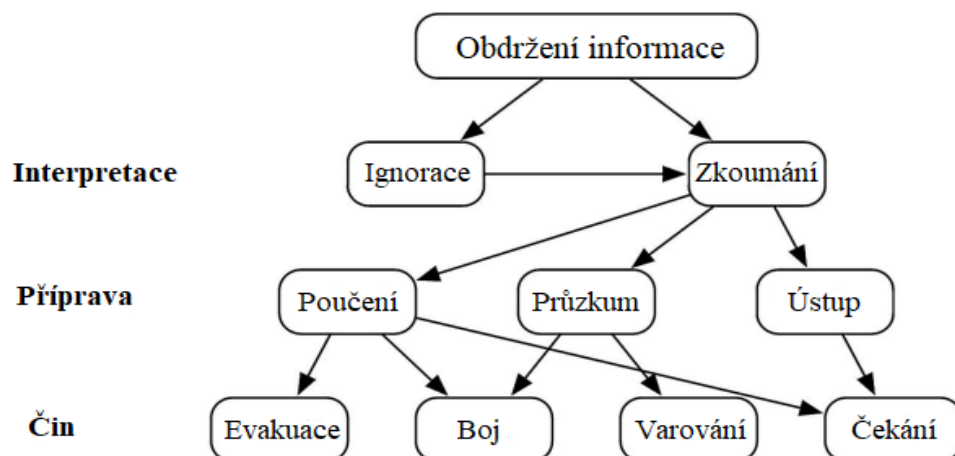 Obdržení informace
Interpretace
Ignorace
Zkoumání
Příprava
Poučení
Průzkum
Ústup
Čin
Evakuace
Boj
Varování
Čekání